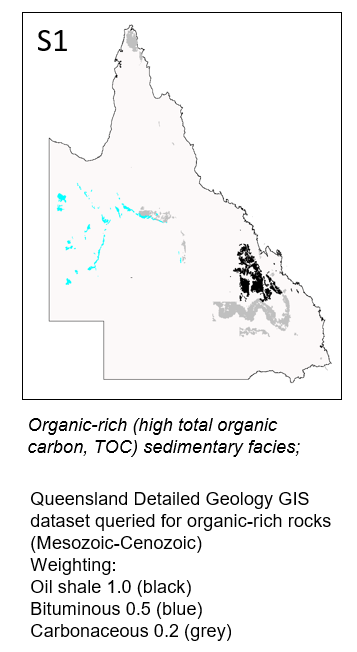 S1
Organic-rich (high total organic
carbon, TOC) sedimentary facies;
Queensland Detailed Geology GIS
dataset queried for organic-rich rocks
(Mesozoic-Cenozoic)
Weighting:
Oil shale 1.0 (black)
Bituminous 0.5 (blue)
Carbonaceous 0.2 (grey)